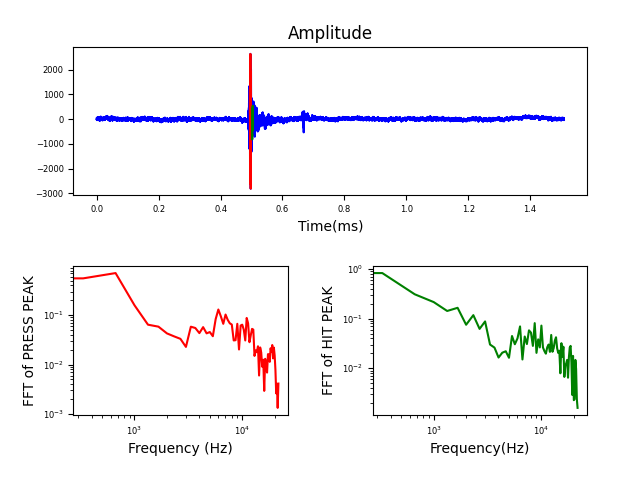 Amplitude
2000
1000
0
−1000
−2000
−3000
0.0 0.2 0.4 0.6 0.8 1.0 1.2 1.4
Time(ms)
FFT of PRESS PEAK
10⁻¹
10⁻²
10⁻³
10³ 10⁴
Frequency (Hz)
FFT of HIT PEAK
10⁰
10⁻¹
10⁻²
10³ 10⁴
Frequency(Hz)